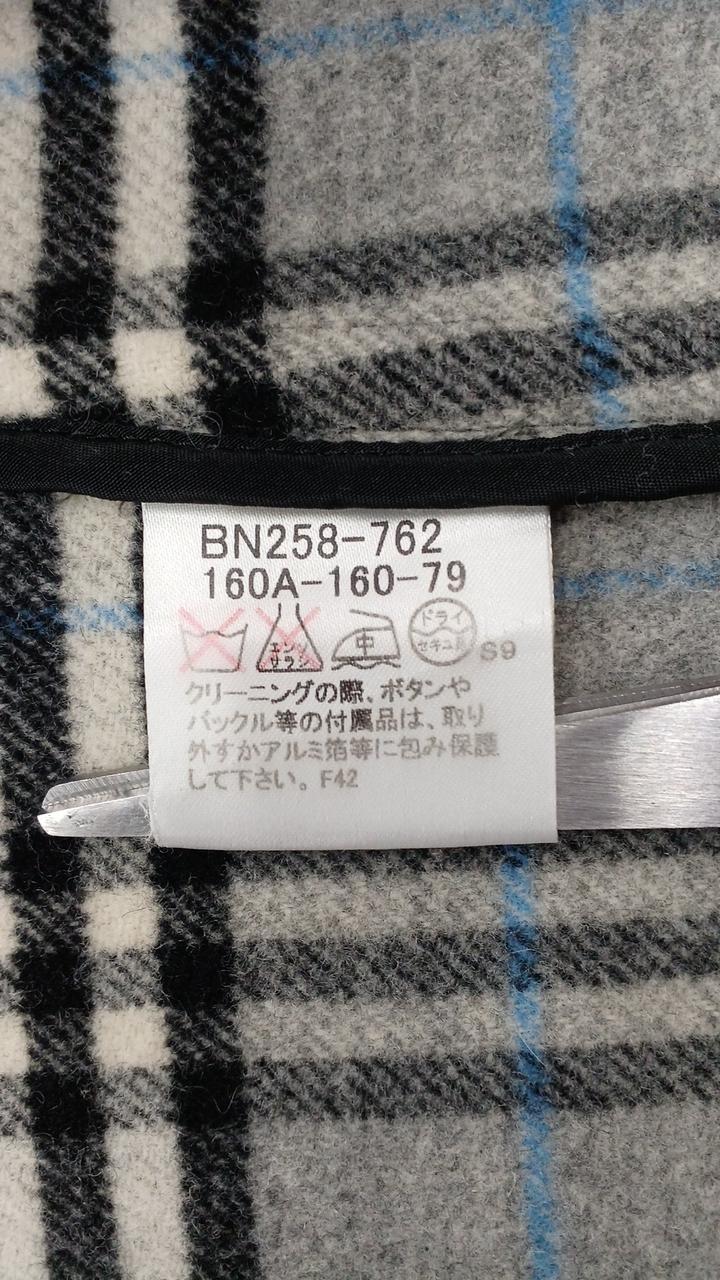 BN258-762
160A-160-79
エンソ サラシ 中 ドライ セキユ系 S9
クリーニングの際、ボタンや
バックル等の付属品は、取り
外すかアルミ箔等に包み保護
して下さい。F42